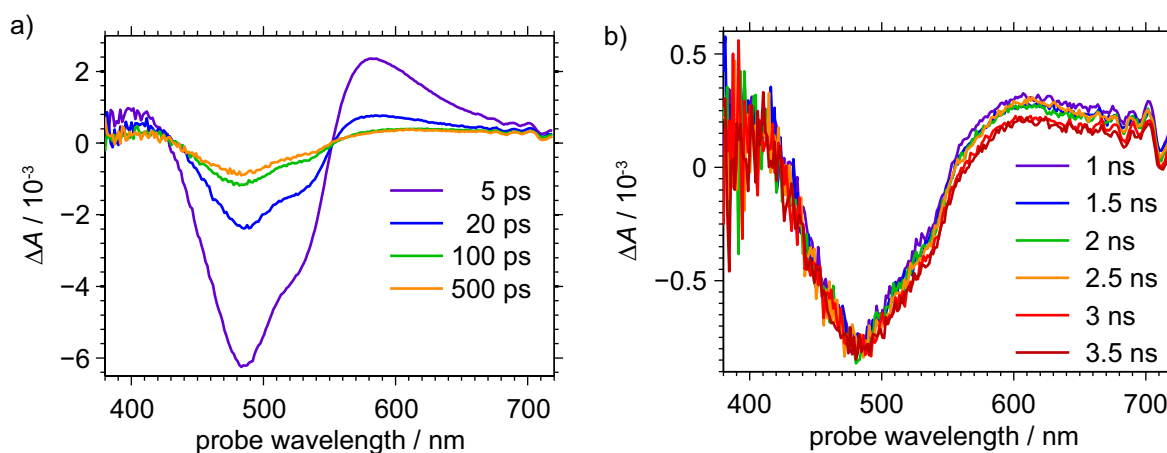 a)
2
0
−2
−4
−6
ΔA / 10⁻³
5 ps
20 ps
100 ps
500 ps
400 500 600 700
probe wavelength / nm
b)
0.5
0
−0.5
ΔA / 10⁻³
1 ns
1.5 ns
2 ns
2.5 ns
3 ns
3.5 ns
400 500 600 700
probe wavelength / nm